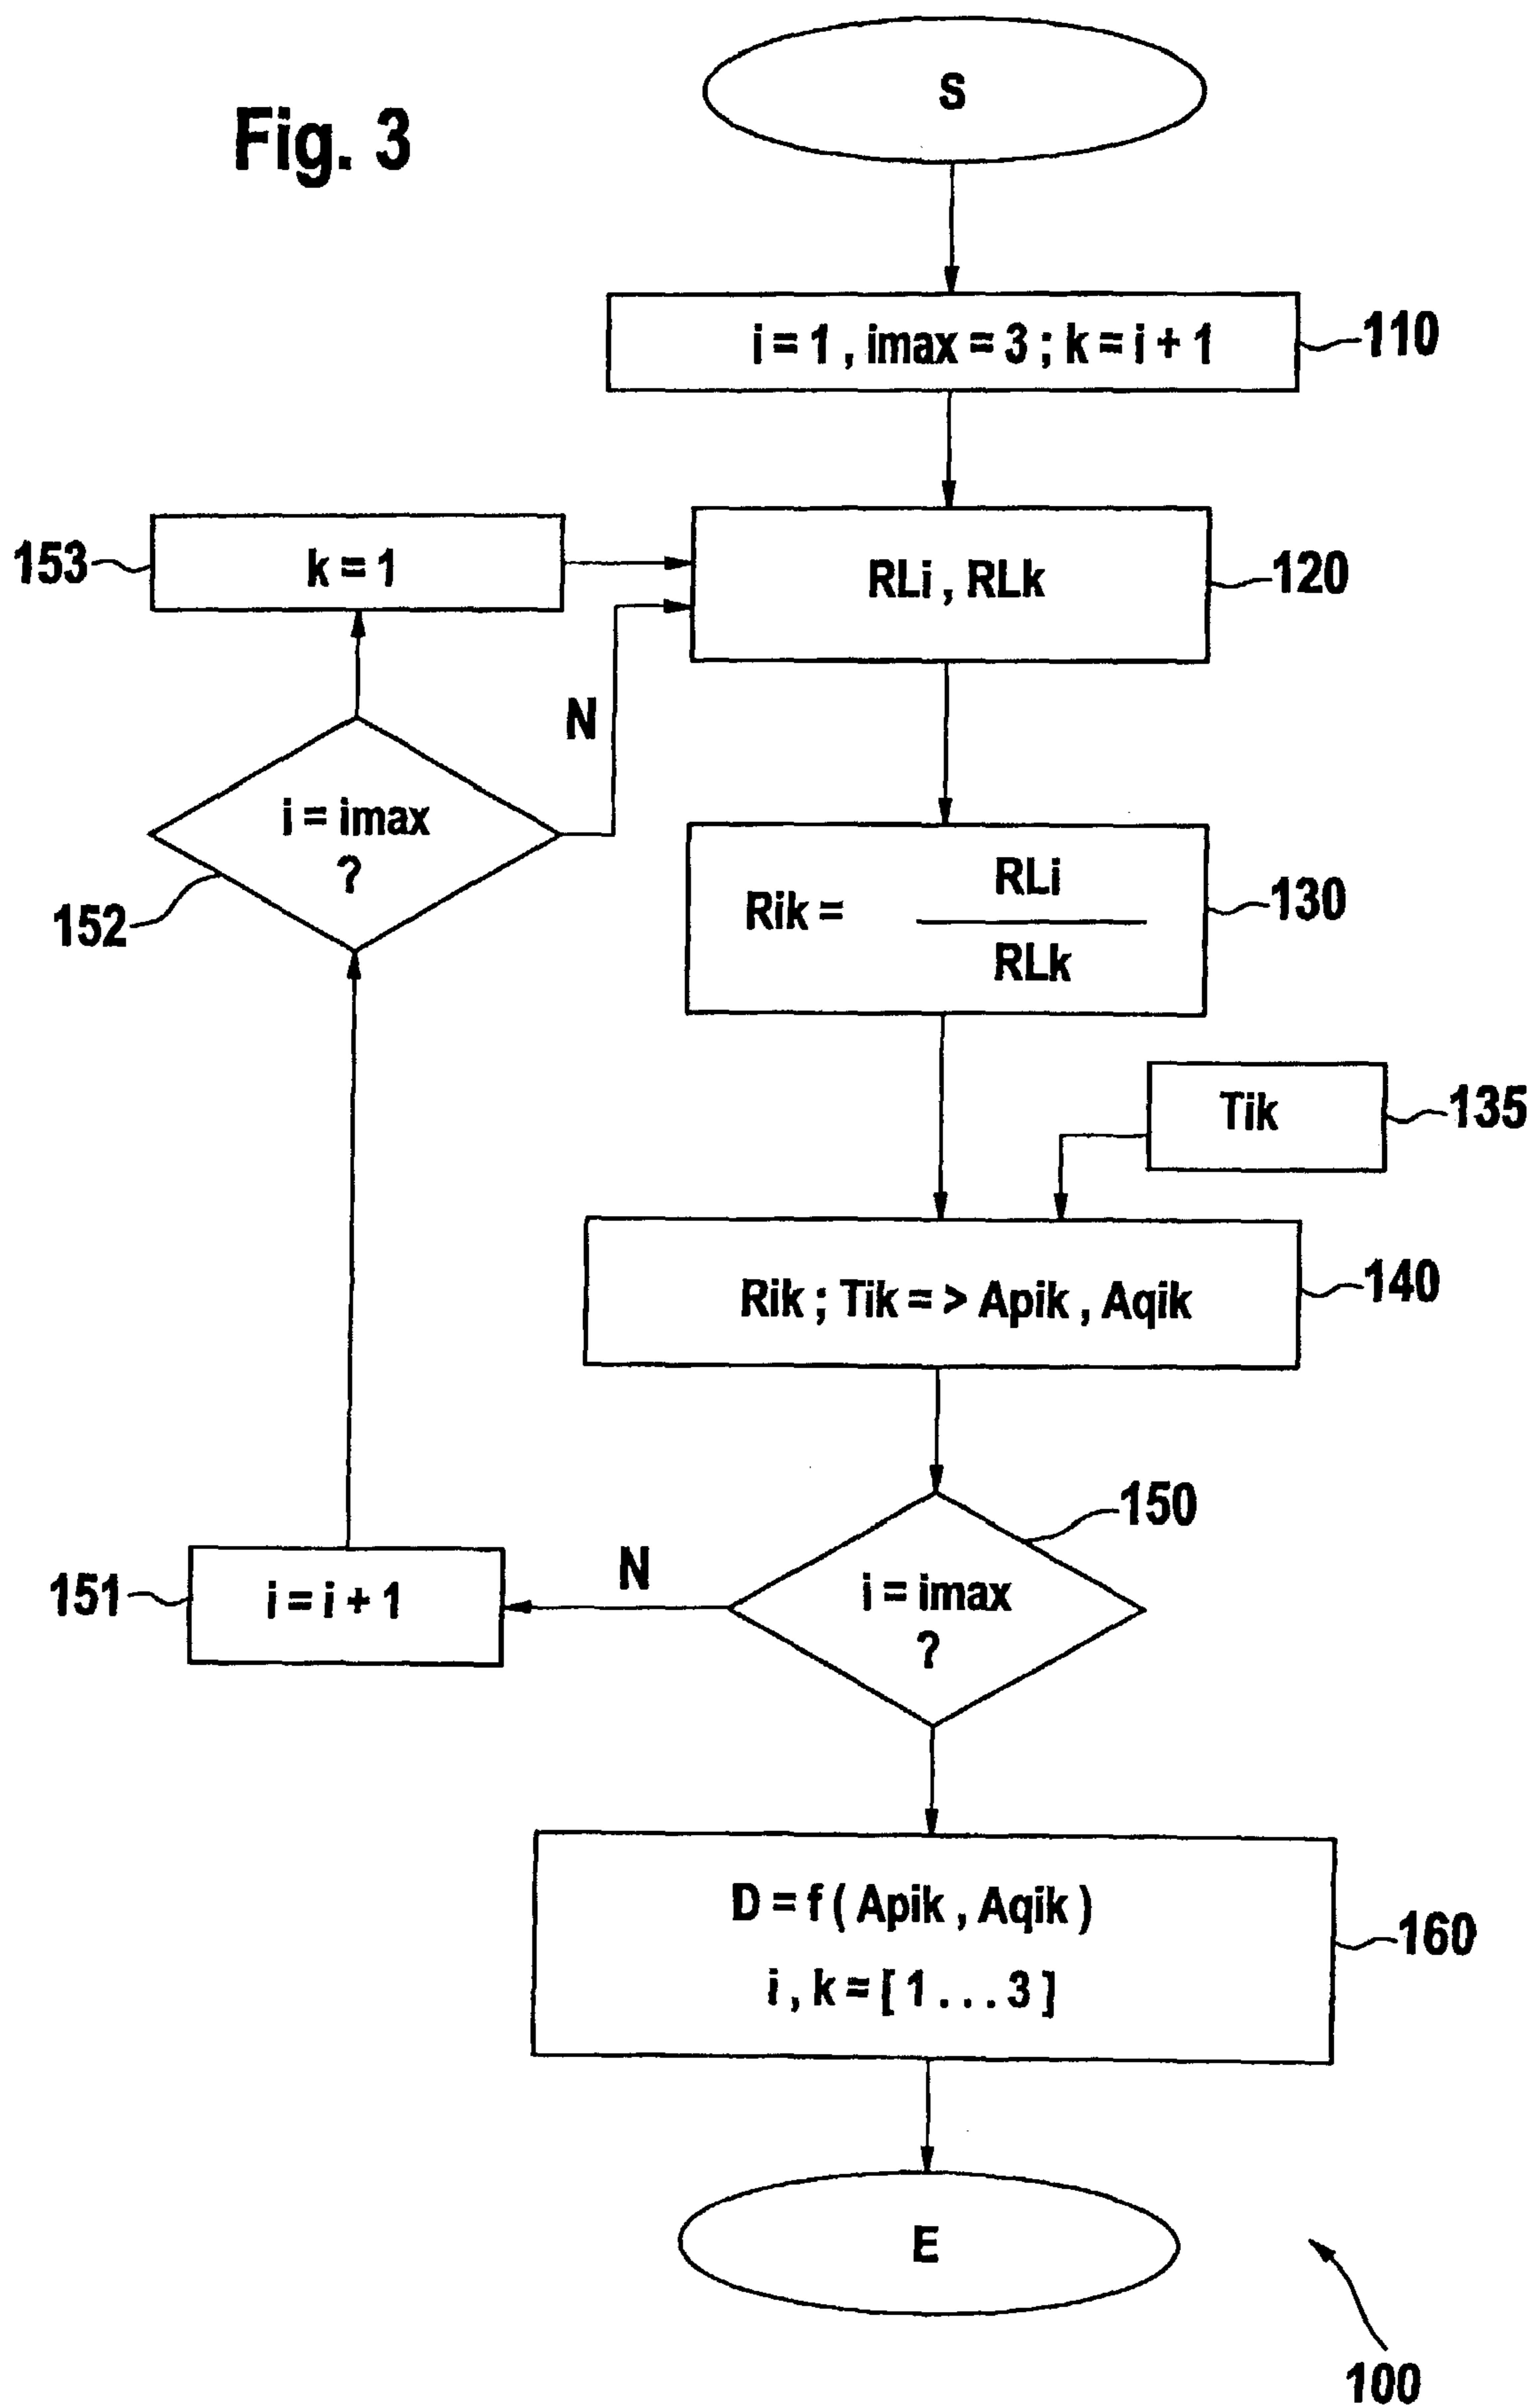 Fig. 3
S
i = 1 , imax = 3 ; k = i + 1
110
153
k = 1
RLi , RLk
120
N
i = imax
?
152
Rik =
RLi
RLk
130
Tik
135
Rik ; Tik = > Apik , Aqik
140
150
i = imax
?
N
151
i = i + 1
D = f ( Apik , Aqik )
i , k = [ 1 . . . 3 ]
160
E
100